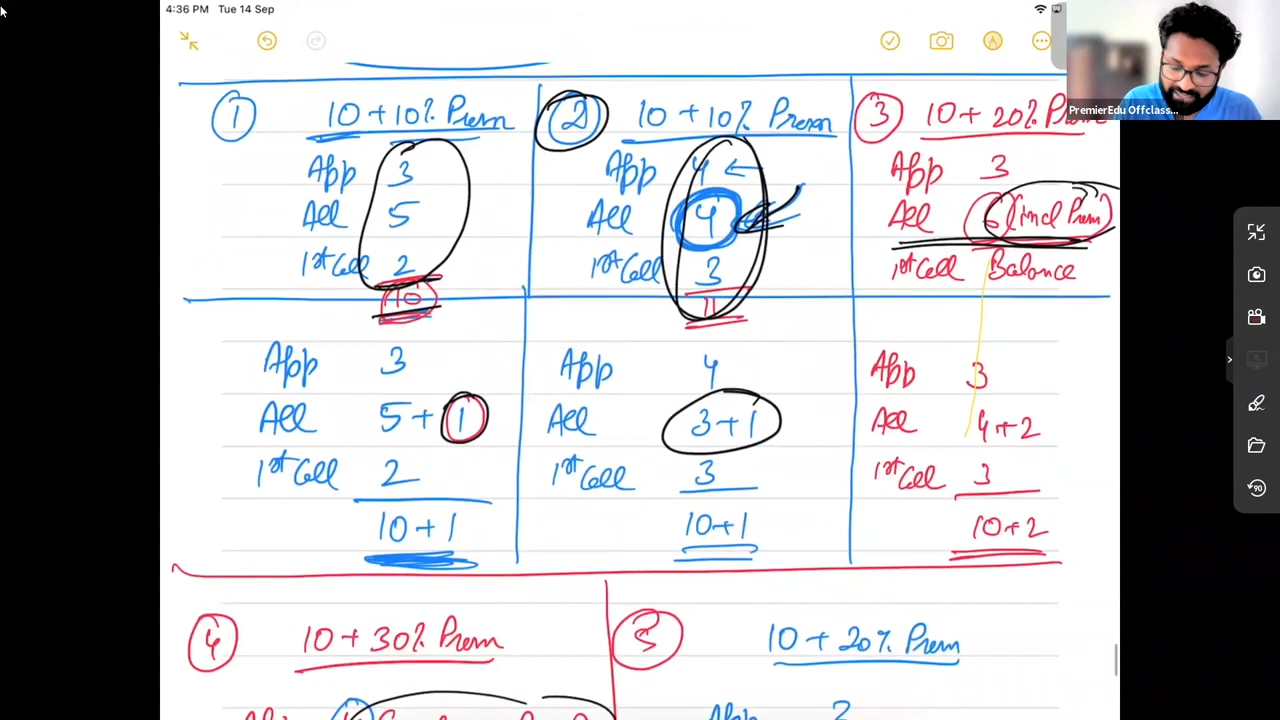 4:36 PM Tue 14 Sep
PremierEdu Offclass...
① 10 + 10% Prem
App 3
All 5
1st Call 2
10
App 3
All 5 + 1
1st Call 2
10 + 1
② 10 + 10% Prem
App 4 ←
All 4
1st Call 3
11
App 4
All 3 + 1
1st Call 3
10 + 1
③ 10 + 20% Prem
App 3
All 6 (incl Prem)
1st Call Balance
App 3
All 4 + 2
1st Call 3
10 + 2
④ 10 + 30% Prem
⑤ 10 + 20% Prem
90